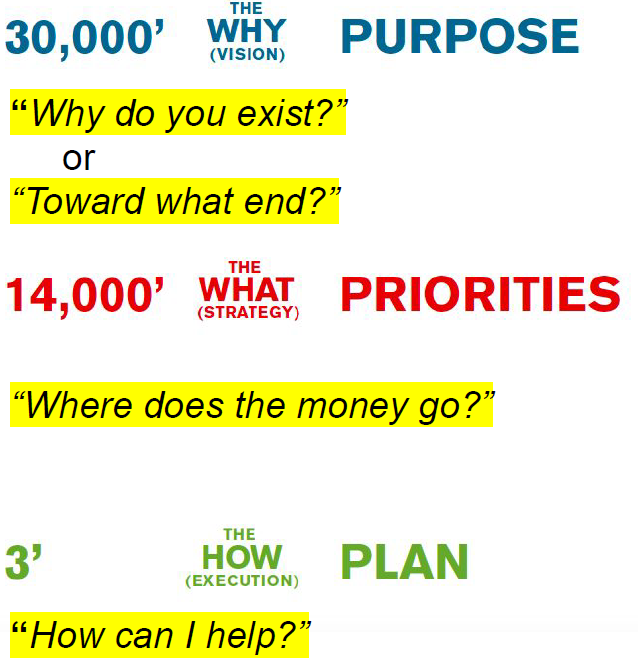 30,000’ THE WHY (VISION) PURPOSE
“Why do you exist?”
or
“Toward what end?”
14,000’ THE WHAT (STRATEGY) PRIORITIES
“Where does the money go?”
3’ THE HOW (EXECUTION) PLAN
“How can I help?”